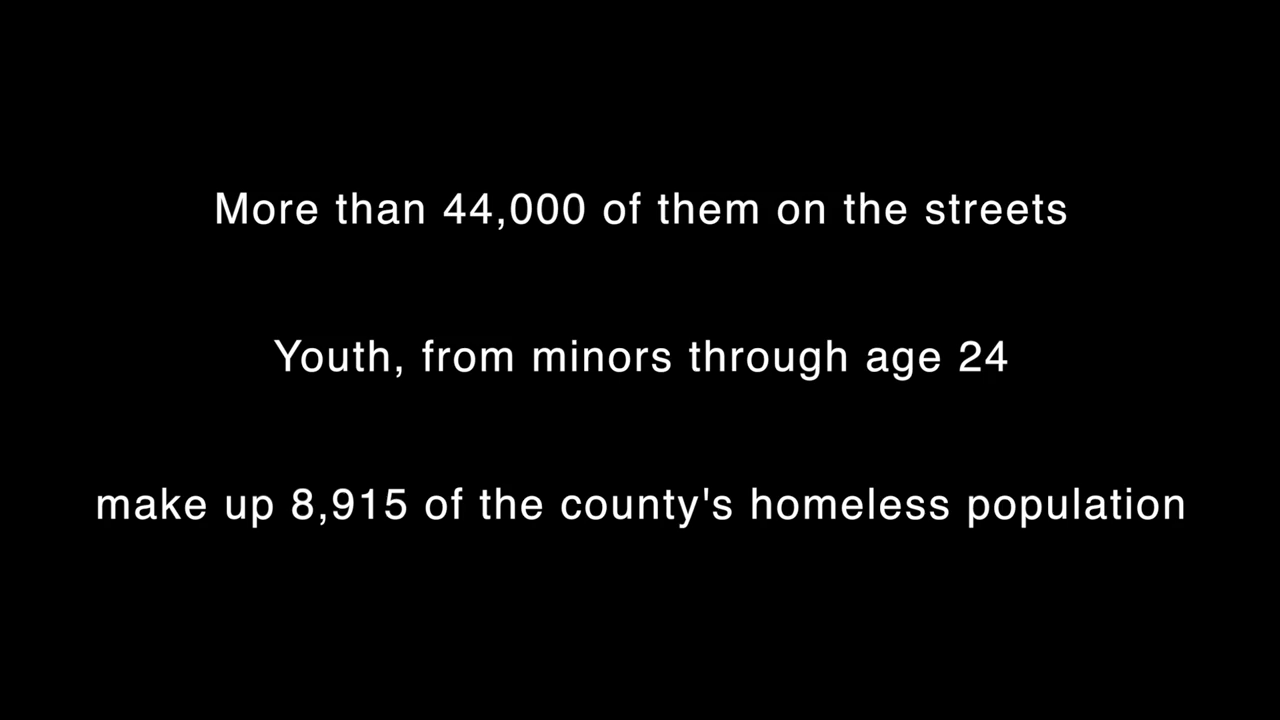 More than 44,000 of them on the streets
Youth, from minors through age 24
make up 8,915 of the county's homeless population